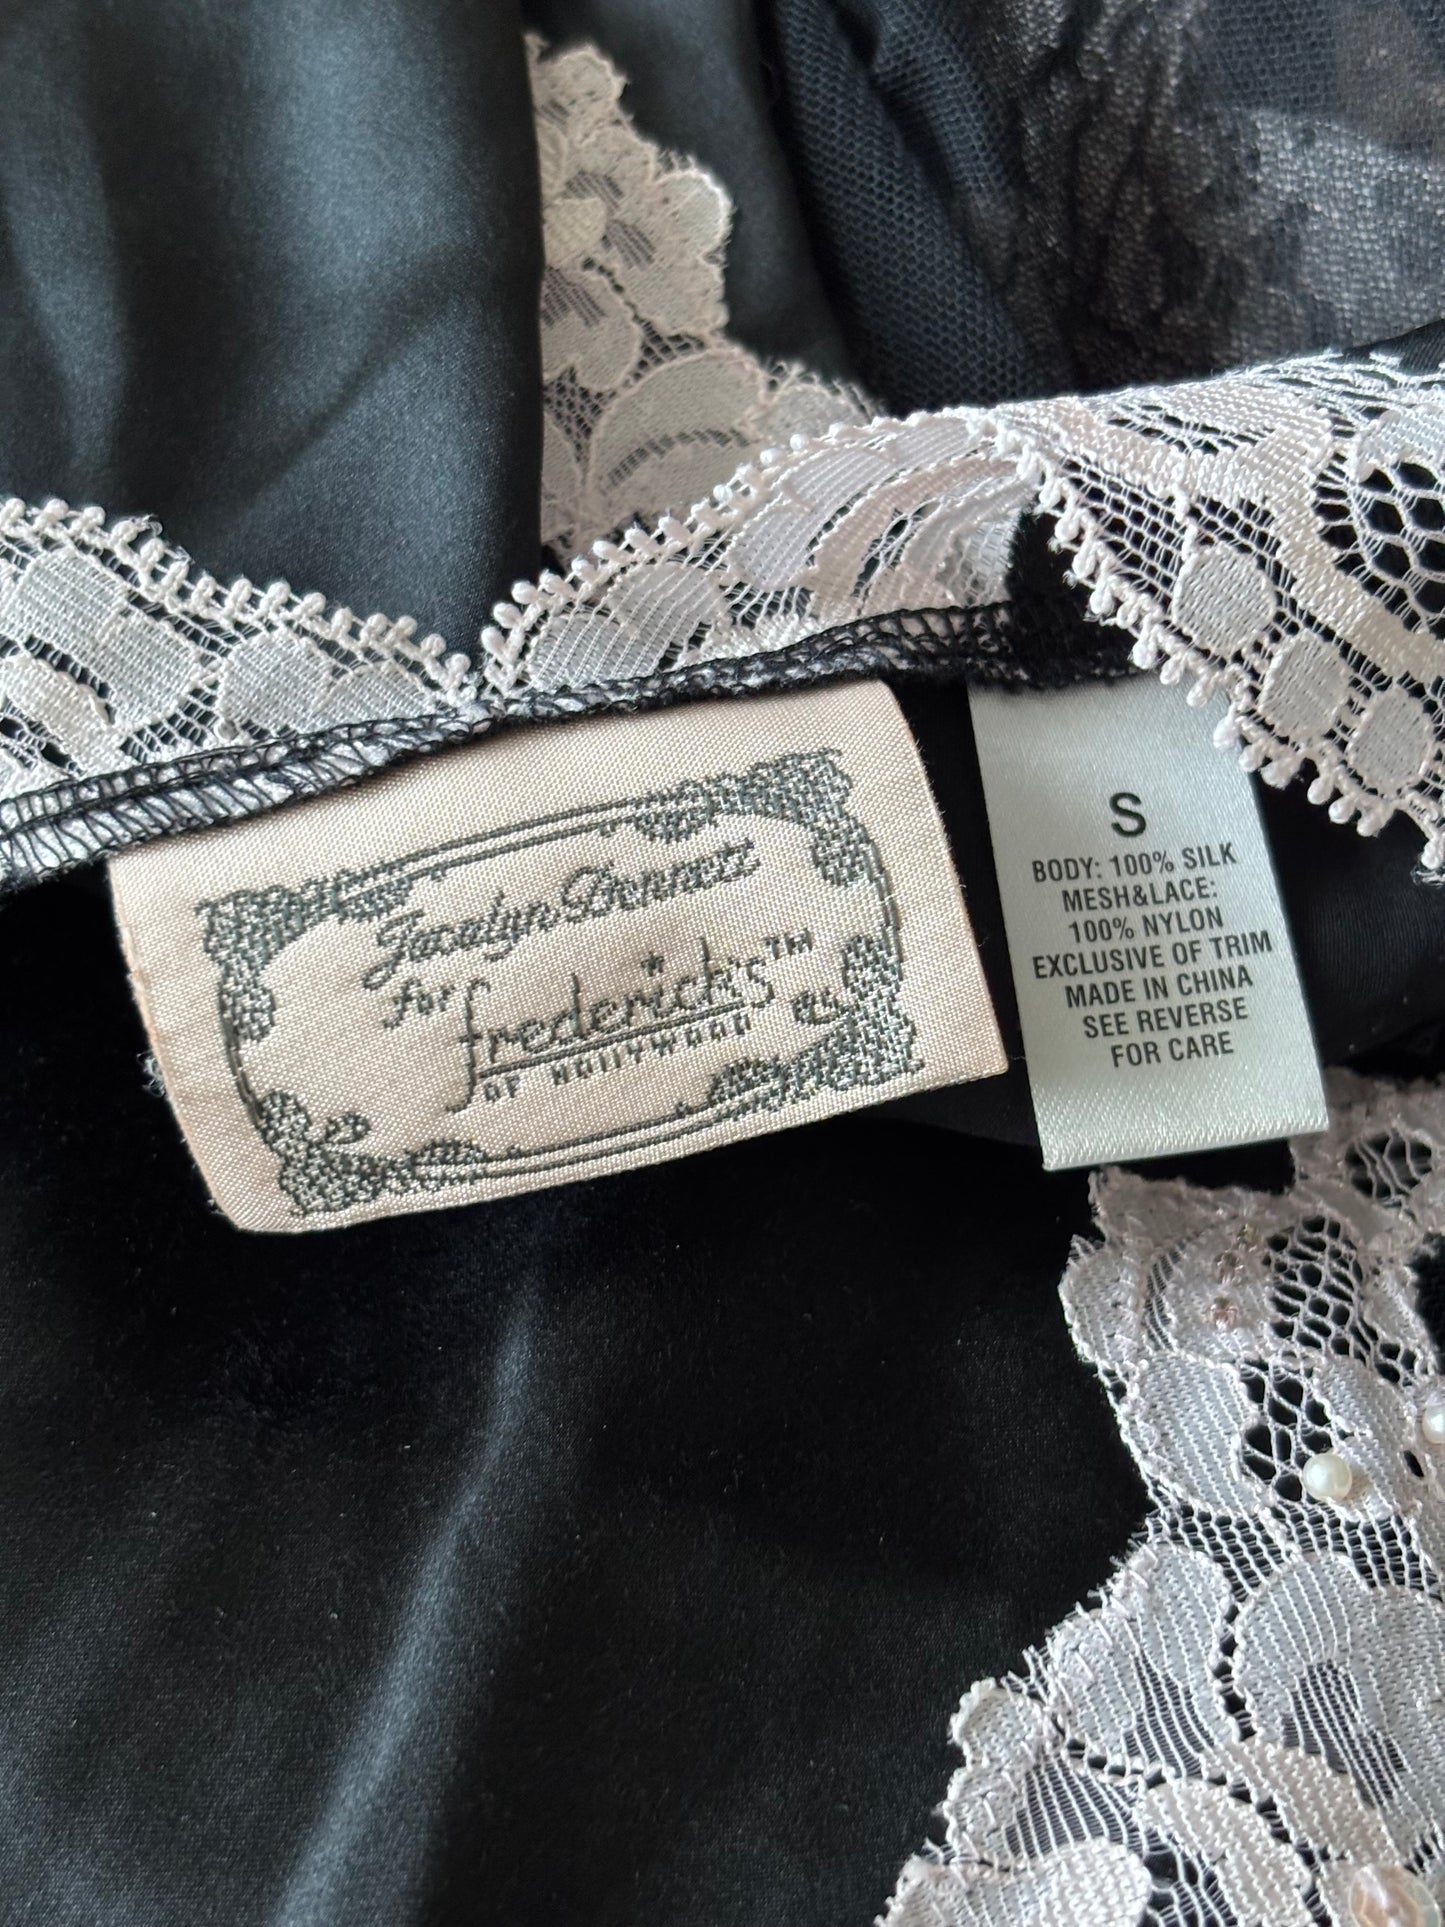 Jacalyn Bennett
for
frederick's™
OF HOLLYWOOD
S
BODY: 100% SILK
MESH&LACE:
100% NYLON
EXCLUSIVE OF TRIM
MADE IN CHINA
SEE REVERSE
FOR CARE